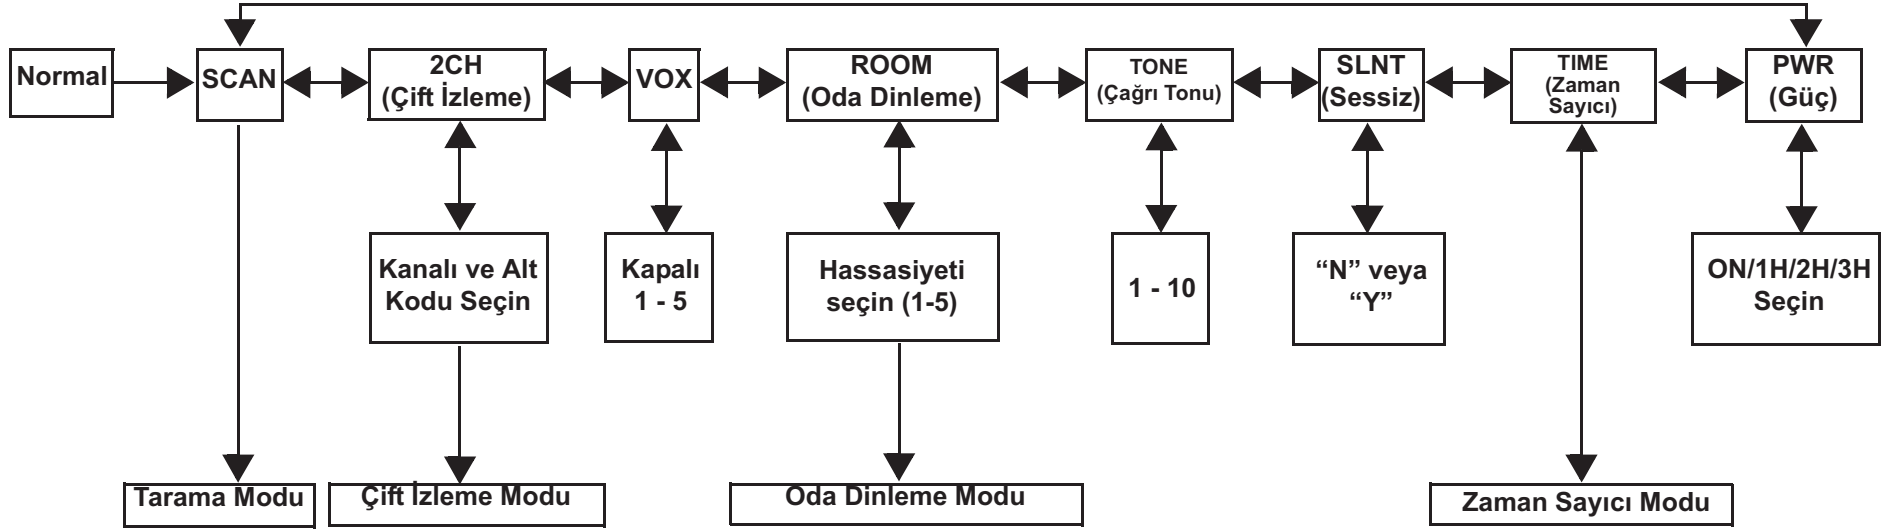 Normal
SCAN
2CH
(Çift İzleme)
VOX
ROOM
(Oda Dinleme)
TONE
(Çağrı Tonu)
SLNT
(Sessiz)
TIME
(Zaman
Sayıcı)
PWR
(Güç)
Kanalı ve Alt
Kodu Seçin
Kapalı
1 - 5
Hassasiyeti
seçin (1-5)
1 - 10
“N” veya
“Y”
ON/1H/2H/3H
Seçin
Tarama Modu
Çift İzleme Modu
Oda Dinleme Modu
Zaman Sayıcı Modu